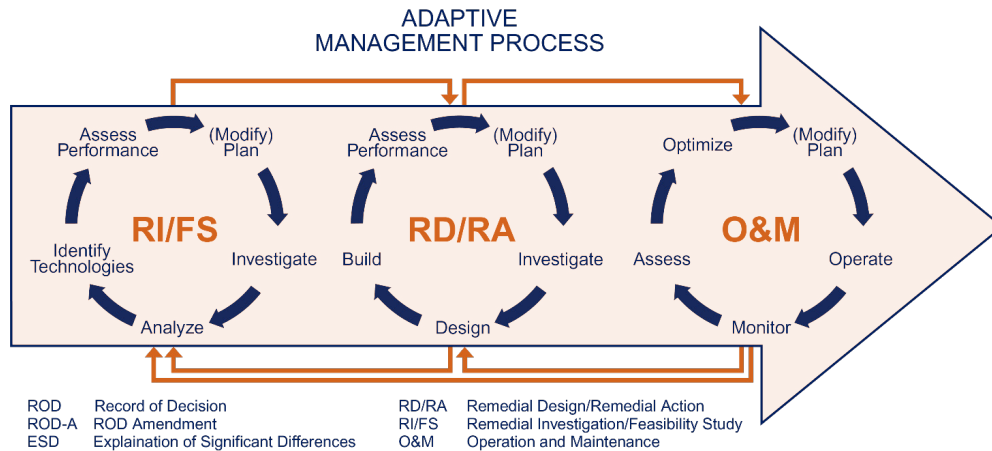 ADAPTIVE
MANAGEMENT PROCESS
Assess
Performance
(Modify)
Plan
RI/FS
Identify
Technologies
Investigate
Analyze
Assess
Performance
(Modify)
Plan
RD/RA
Build
Investigate
Design
Optimize
(Modify)
Plan
O&M
Assess
Operate
Monitor
ROD Record of Decision
ROD-A ROD Amendment
ESD Explaination of Significant Differences
RD/RA Remedial Design/Remedial Action
RI/FS Remedial Investigation/Feasibility Study
O&M Operation and Maintenance